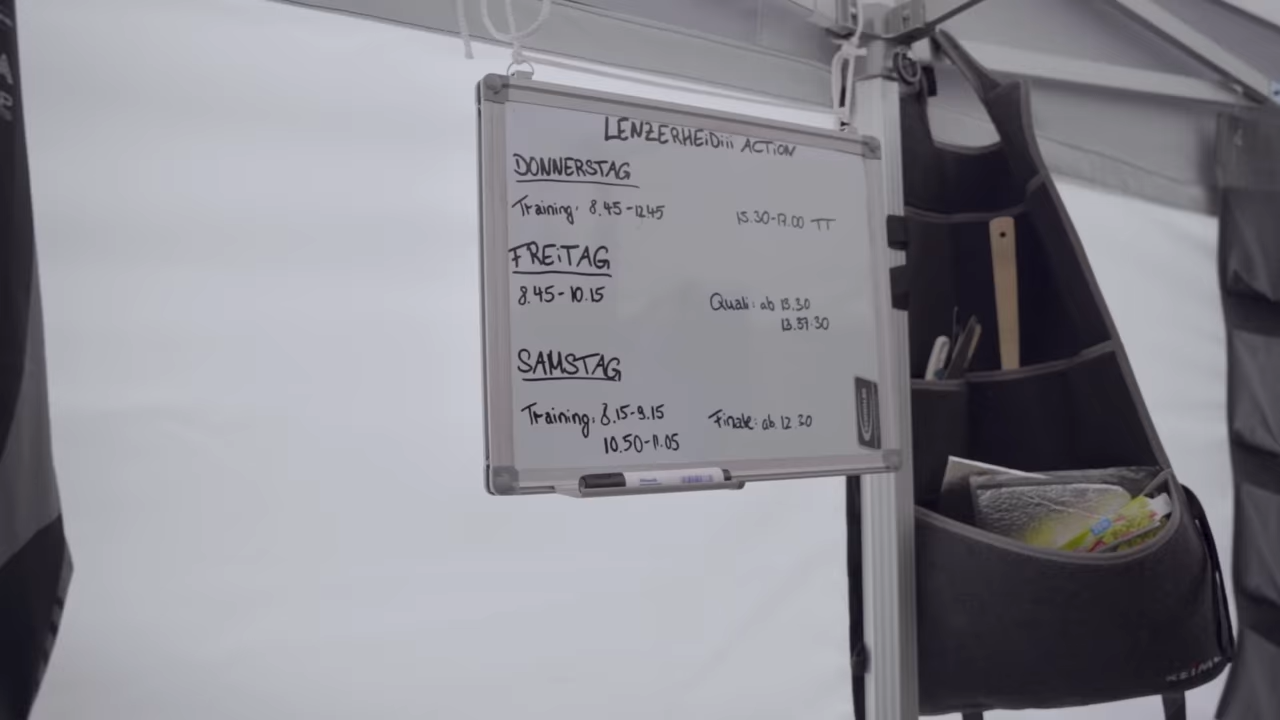 LENZERHEiDiii ACTiON
DONNERSTAG
Training: 8.45-12.45 15.30-17.00 TT
FREiTAG
8.45-10.15 Quali: ab 13.30
13.37:30
SAMSTAG
Training: 8.15-9.15 Finale: ab 12.30
10.50-11.05